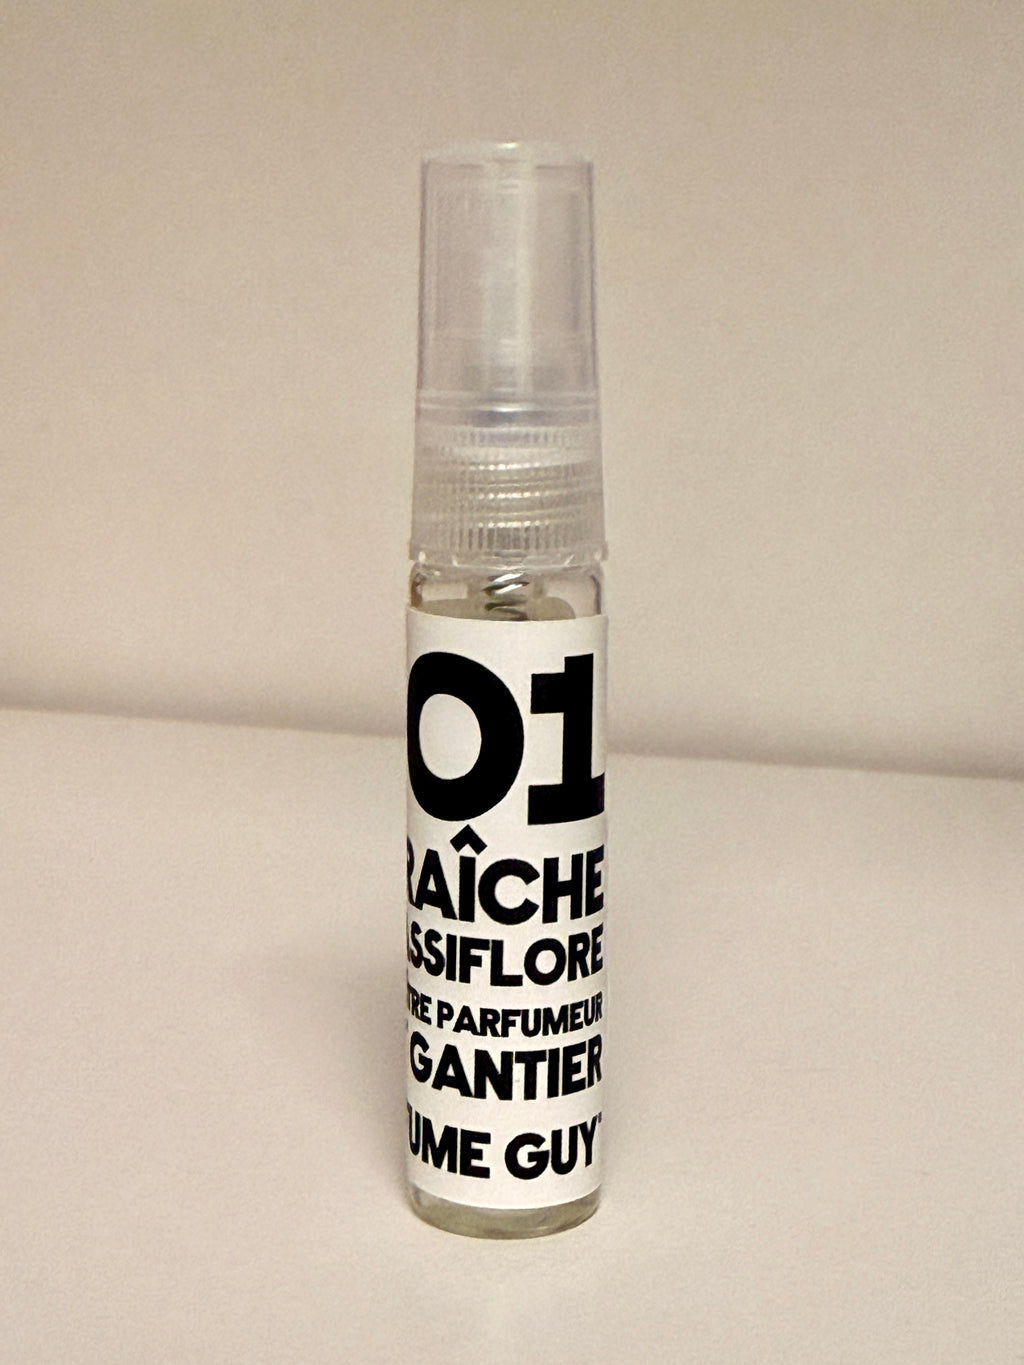 01
RAÎCHE
ASSIFLORE
TRE PARFUMEUR
GANTIER
UME GUY